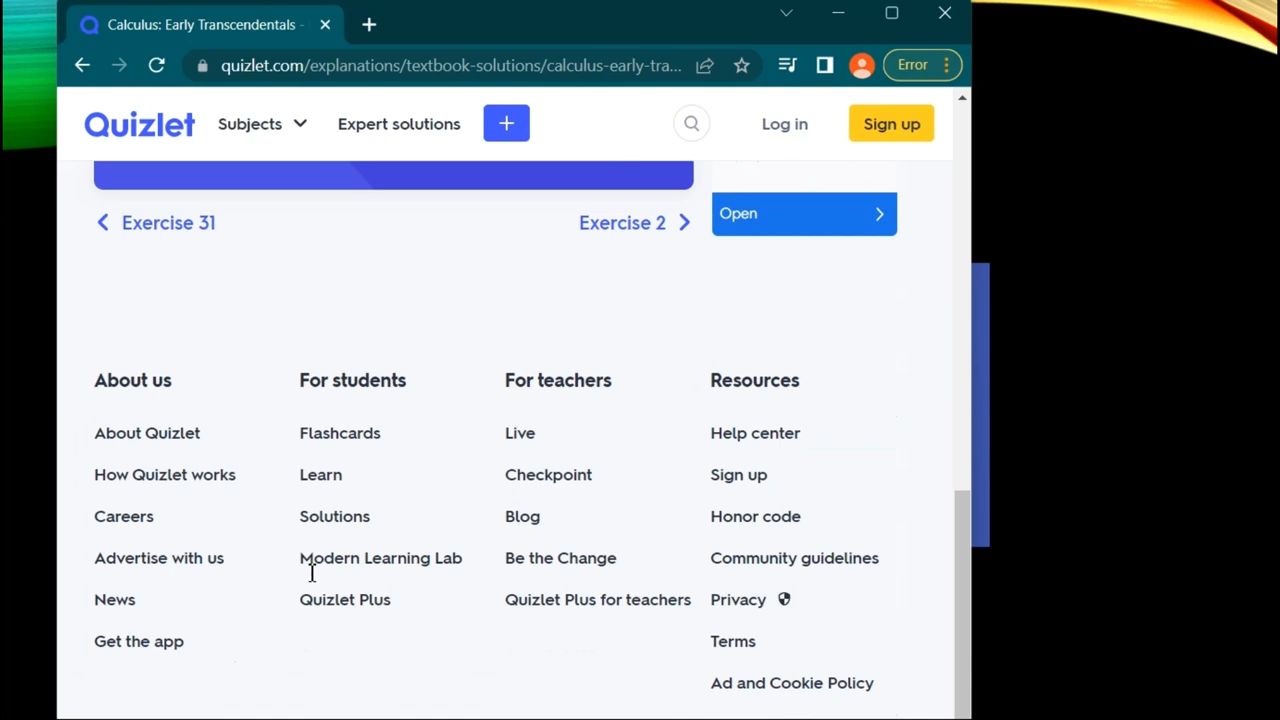 Calculus: Early Transcendentals -
quizlet.com/explanations/textbook-solutions/calculus-early-tra...
Error
Quizlet
Subjects
Expert solutions
Log in
Sign up
Exercise 31
Exercise 2
Open
About us
For students
For teachers
Resources
About Quizlet
Flashcards
Live
Help center
How Quizlet works
Learn
Checkpoint
Sign up
Careers
Solutions
Blog
Honor code
Advertise with us
Modern Learning Lab
Be the Change
Community guidelines
News
Quizlet Plus
Quizlet Plus for teachers
Privacy
Get the app
Terms
Ad and Cookie Policy